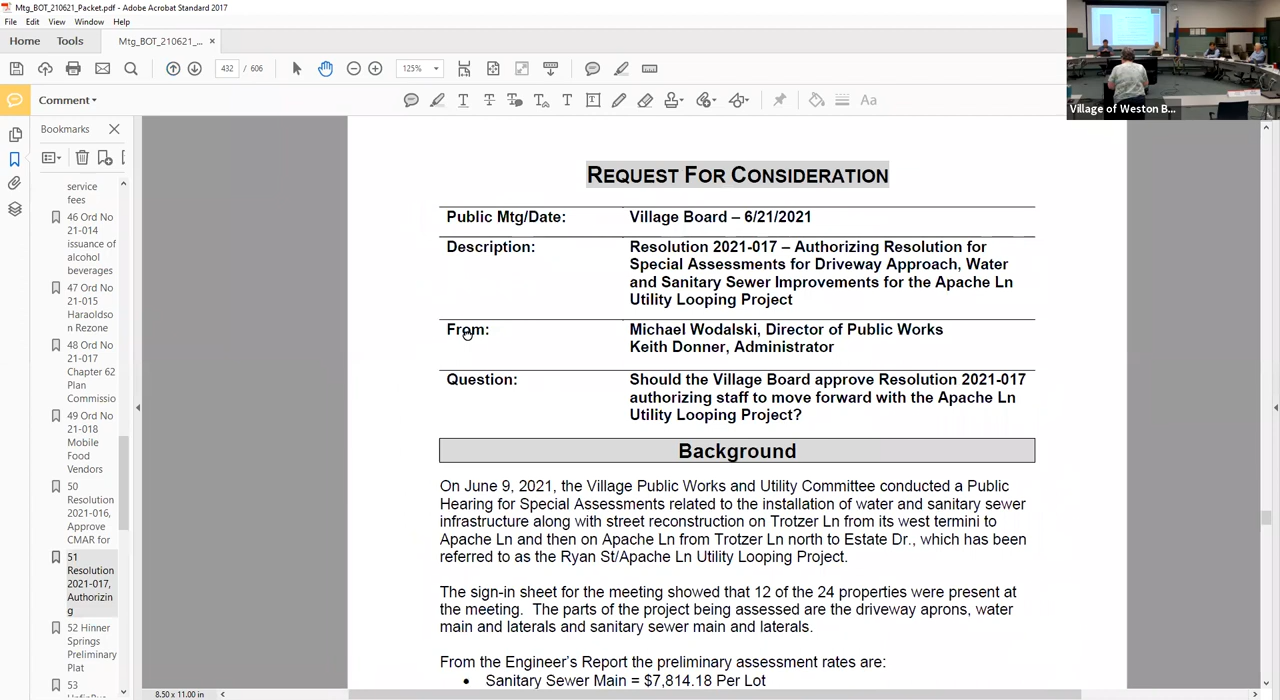 Mtg_BOT_210621_Packet.pdf - Adobe Acrobat Standard 2017
File Edit View Window Help
Home Tools Mtg_BOT_210621_... ×
432 / 606 125%
Comment
Aa
Village of Weston B...
Bookmarks
service
fees
46 Ord No
21-014
issuance of
alcohol
beverages
47 Ord No
21-015
Haraoldso
n Rezone
48 Ord No
21-017
Chapter 62
Plan
Commissio
49 Ord No
21-018
Mobile
Food
Vendors
50
Resolution
2021-016,
Approve
CMAR for
51
Resolution
2021-017,
Authorizin
g
52 Hinner
Springs
Preliminary
Plat
53
REQUEST FOR CONSIDERATION
Public Mtg/Date: Village Board – 6/21/2021
Description: Resolution 2021-017 – Authorizing Resolution for
Special Assessments for Driveway Approach, Water
and Sanitary Sewer Improvements for the Apache Ln
Utility Looping Project
From: Michael Wodalski, Director of Public Works
Keith Donner, Administrator
Question: Should the Village Board approve Resolution 2021-017
authorizing staff to move forward with the Apache Ln
Utility Looping Project?
Background
On June 9, 2021, the Village Public Works and Utility Committee conducted a Public
Hearing for Special Assessments related to the installation of water and sanitary sewer
infrastructure along with street reconstruction on Trotzer Ln from its west termini to
Apache Ln and then on Apache Ln from Trotzer Ln north to Estate Dr., which has been
referred to as the Ryan St/Apache Ln Utility Looping Project.
The sign-in sheet for the meeting showed that 12 of the 24 properties were present at
the meeting. The parts of the project being assessed are the driveway aprons, water
main and laterals and sanitary sewer main and laterals.
From the Engineer's Report the preliminary assessment rates are:
• Sanitary Sewer Main = $7,814.18 Per Lot
8.50 x 11.00 in